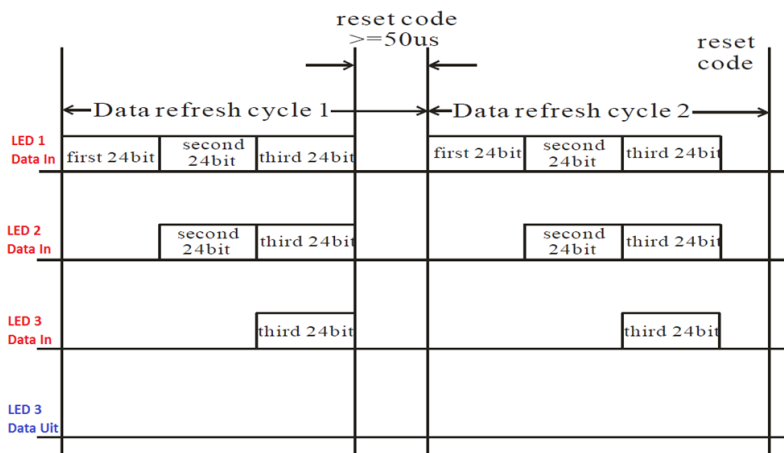 reset code
>=50us
reset
code
Data refresh cycle 1
Data refresh cycle 2
LED 1
Data In
first 24bit
second
24bit
third 24bit
first 24bit
second
24bit
third 24bit
LED 2
Data In
second
24bit
third 24bit
second
24bit
third 24bit
LED 3
Data In
third 24bit
third 24bit
LED 3
Data Uit